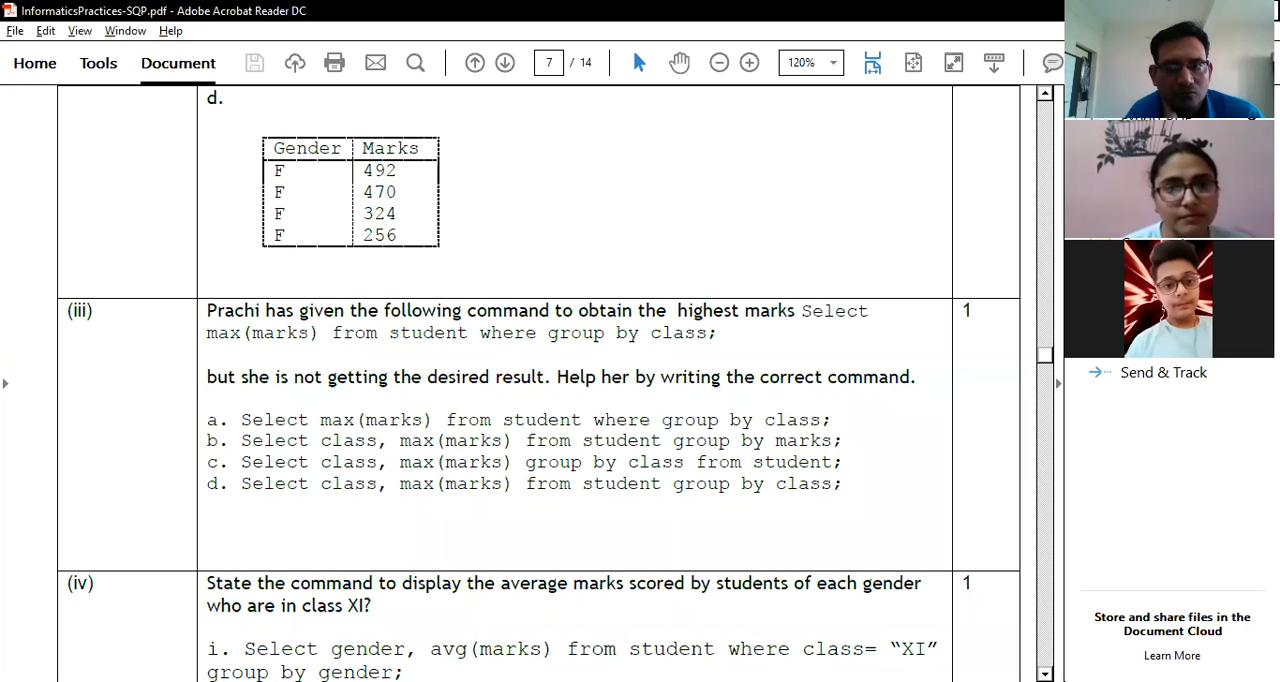 InformaticsPractices-SQP.pdf - Adobe Acrobat Reader DC
File Edit View Window Help
Home Tools Document 7 / 14 120%
d.
Gender Marks
F 492
F 470
F 324
F 256
(iii) Prachi has given the following command to obtain the highest marks Select 1
max(marks) from student where group by class;
but she is not getting the desired result. Help her by writing the correct command.
a. Select max(marks) from student where group by class;
b. Select class, max(marks) from student group by marks;
c. Select class, max(marks) group by class from student;
d. Select class, max(marks) from student group by class;
(iv) State the command to display the average marks scored by students of each gender 1
who are in class XI?
i. Select gender, avg(marks) from student where class= “XI”
group by gender;
Send & Track
Store and share files in the
Document Cloud
Learn More